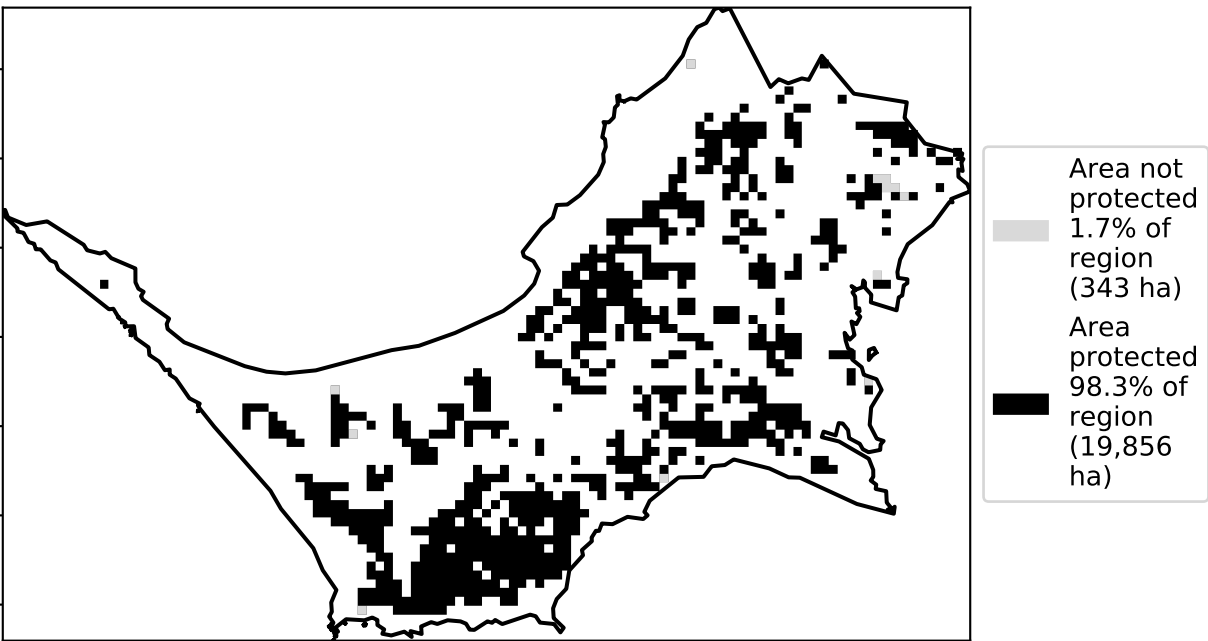 Area not
protected
1.7% of
region
(343 ha)
Area
protected
98.3% of
region
(19,856
ha)